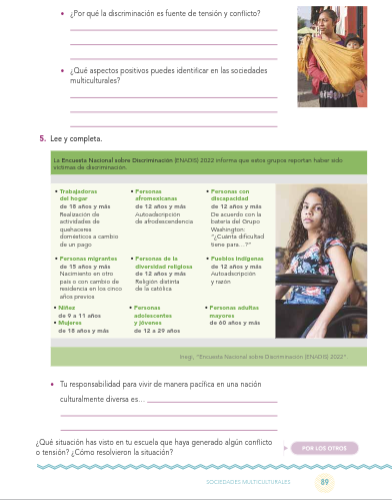 • ¿Por qué la discriminación es fuente de tensión y conflicto?
• ¿Qué aspectos positivos puedes identificar en las sociedades
multiculturales?
5. Lee y completa.
La Encuesta Nacional sobre Discriminación (ENADIS) 2022 informa que estos grupos reportan haber sido
víctimas de discriminación.
• Trabajadoras
del hogar
de 18 años y más
Realización de
actividades de
quehaceres
domésticos a cambio
de un pago
• Personas
afromexicanas
de 12 años y más
Autoadscripción
de afrodescendencia
• Personas con
discapacidad
de 12 años y más
De acuerdo con la
batería del Grupo
Washington:
"¿Cuánta dificultad
tiene para...?"
• Personas migrantes
de 15 años y más
Nacimiento en otro
país o con cambio de
residencia en los cinco
años previos
• Personas de la
diversidad religiosa
de 12 años y más
Religión distinta
de la católica
• Pueblos indígenas
de 12 años y más
Autoadscripción
y razón
• Niños
de 9 a 11 años
• Mujeres
de 18 años y más
• Personas
adolescentes
y jóvenes
de 12 a 29 años
• Personas adultas
mayores
de 60 años y más
Inegi, "Encuesta Nacional sobre Discriminación (ENADIS) 2022".
• Tu responsabilidad para vivir de manera pacífica en una nación
culturalmente diversa es...
¿Qué situación has visto en tu escuela que haya generado algún conflicto
o tensión? ¿Cómo resolvieron la situación?
POR LOS OTROS
SOCIEDADES MULTICULTURALES
89